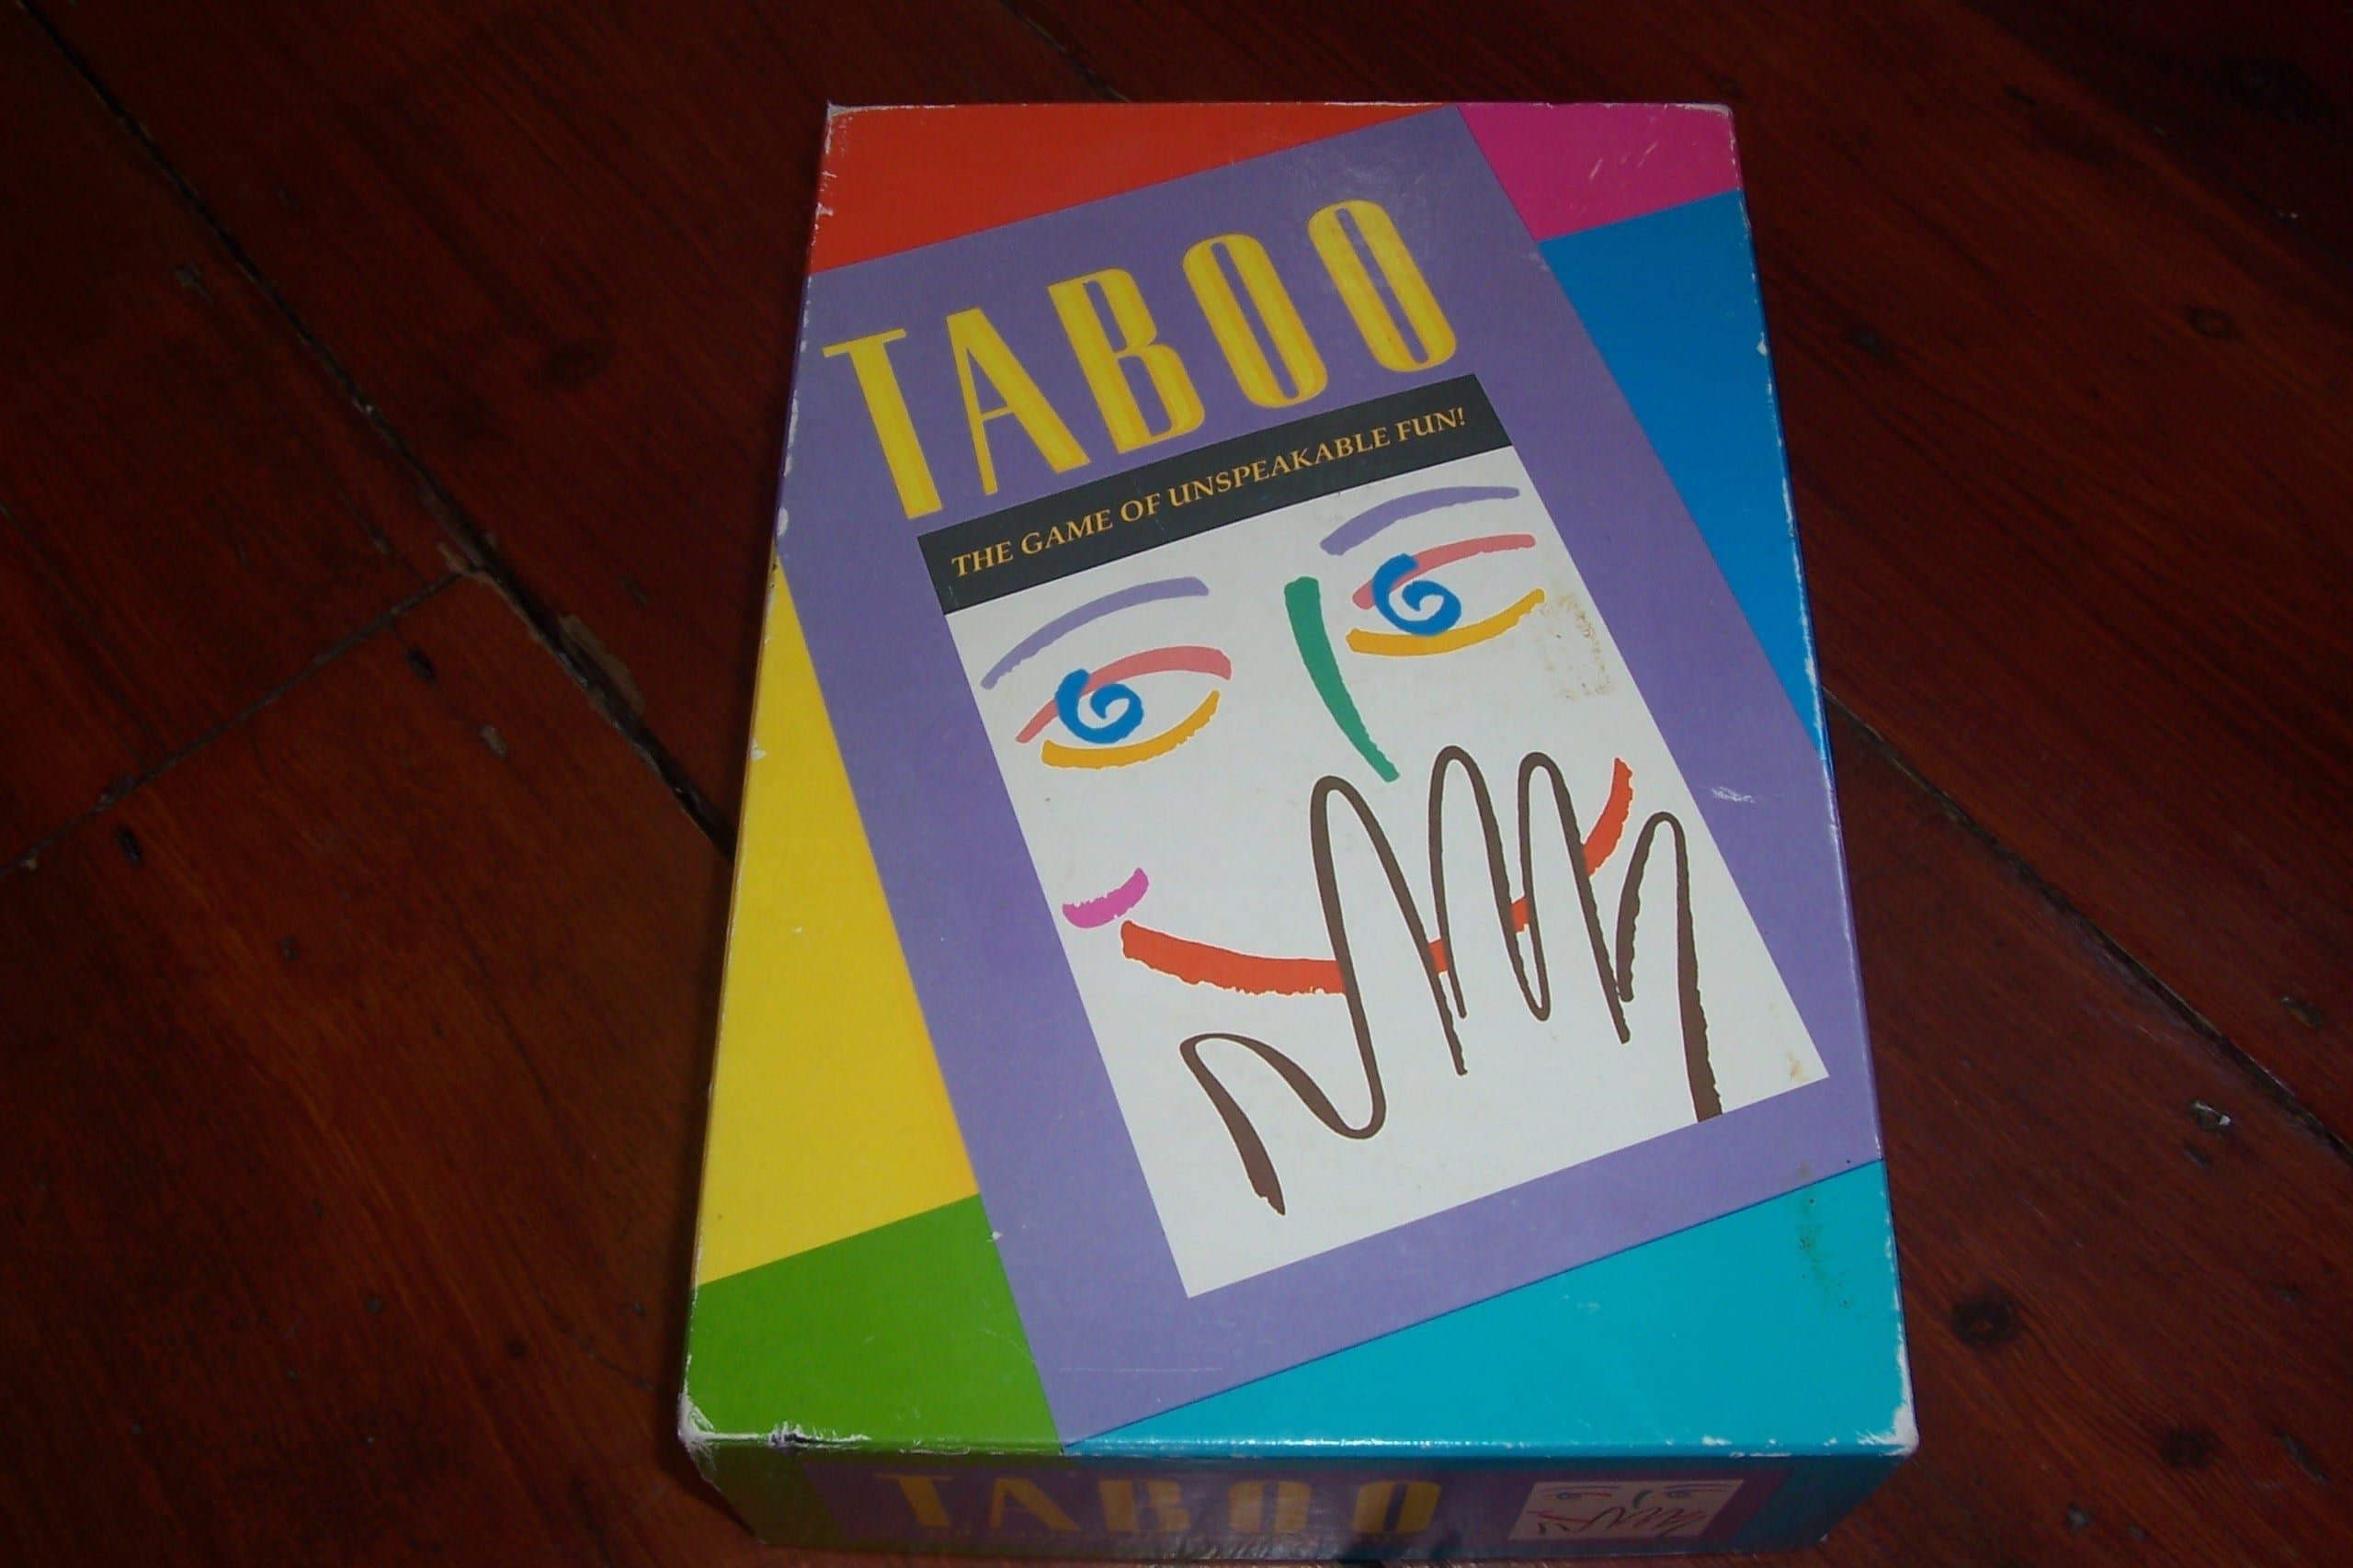 TABOO
THE GAME OF UNSPEAKABLE FUN!
TABOO